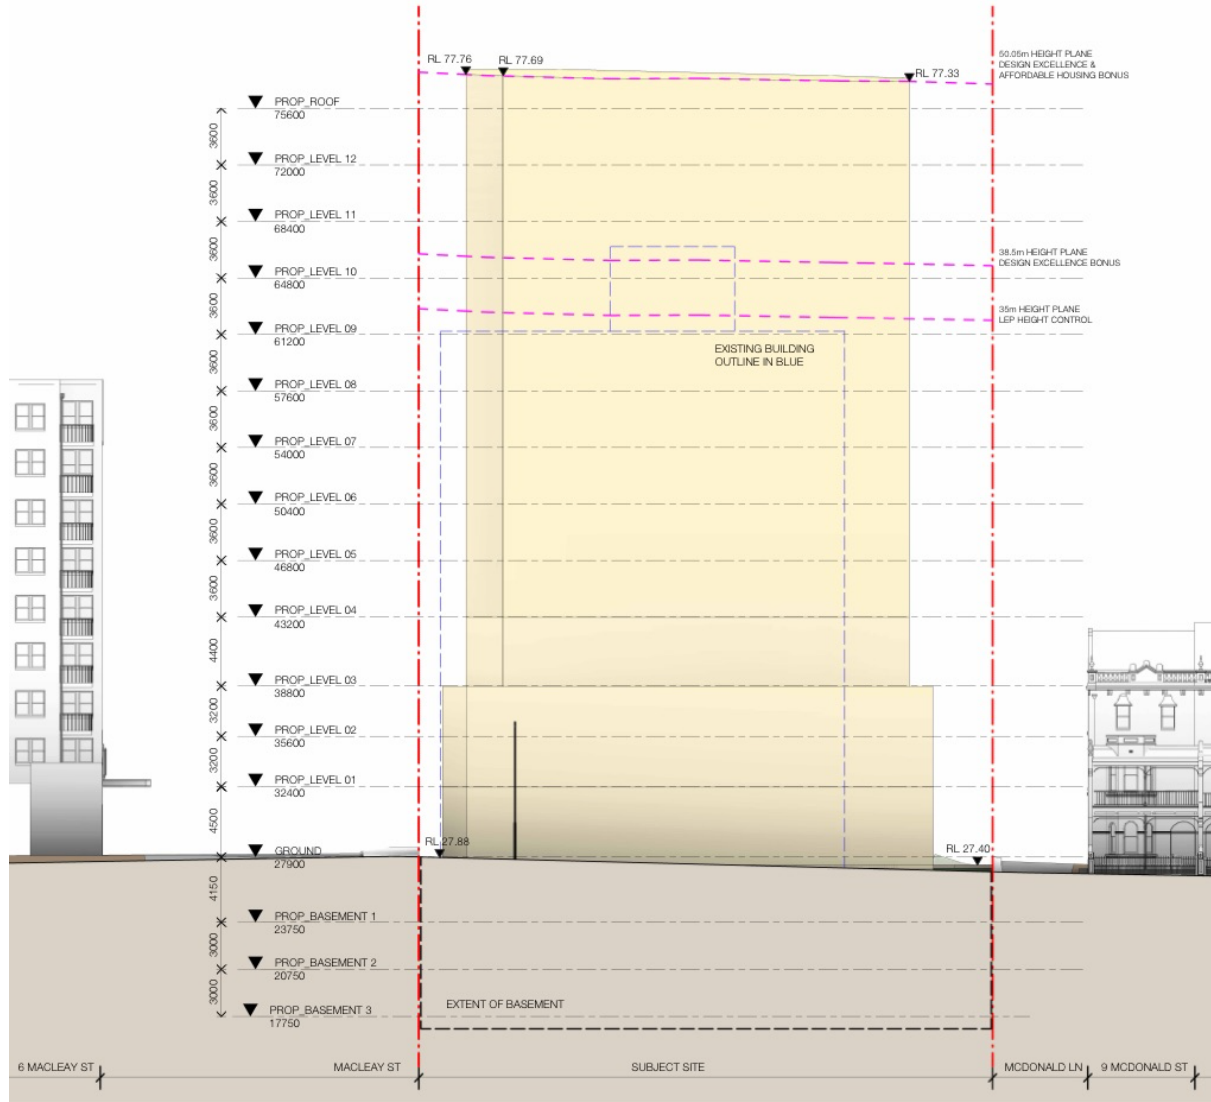 50.05m HEIGHT PLANE
DESIGN EXCELLENCE &
AFFORDABLE HOUSING BONUS
RL 77.76
RL 77.69
RL 77.33
PROP_ROOF
75600
3600
PROP_LEVEL 12
72000
3600
PROP_LEVEL 11
68400
3600
38.5m HEIGHT PLANE
DESIGN EXCELLENCE BONUS
PROP_LEVEL 10
64800
3600
35m HEIGHT PLANE
LEP HEIGHT CONTROL
PROP_LEVEL 09
61200
3600
EXISTING BUILDING
OUTLINE IN BLUE
PROP_LEVEL 08
57600
3600
PROP_LEVEL 07
54000
3600
PROP_LEVEL 06
50400
3600
PROP_LEVEL 05
46800
3600
PROP_LEVEL 04
43200
4400
PROP_LEVEL 03
38800
3200
PROP_LEVEL 02
35600
3200
PROP_LEVEL 01
32400
4500
RL 27.88
RL 27.40
GROUND
27900
4150
PROP_BASEMENT 1
23750
3000
PROP_BASEMENT 2
20750
3000
PROP_BASEMENT 3
17750
EXTENT OF BASEMENT
6 MACLEAY ST
MACLEAY ST
SUBJECT SITE
MCDONALD LN
9 MCDONALD ST